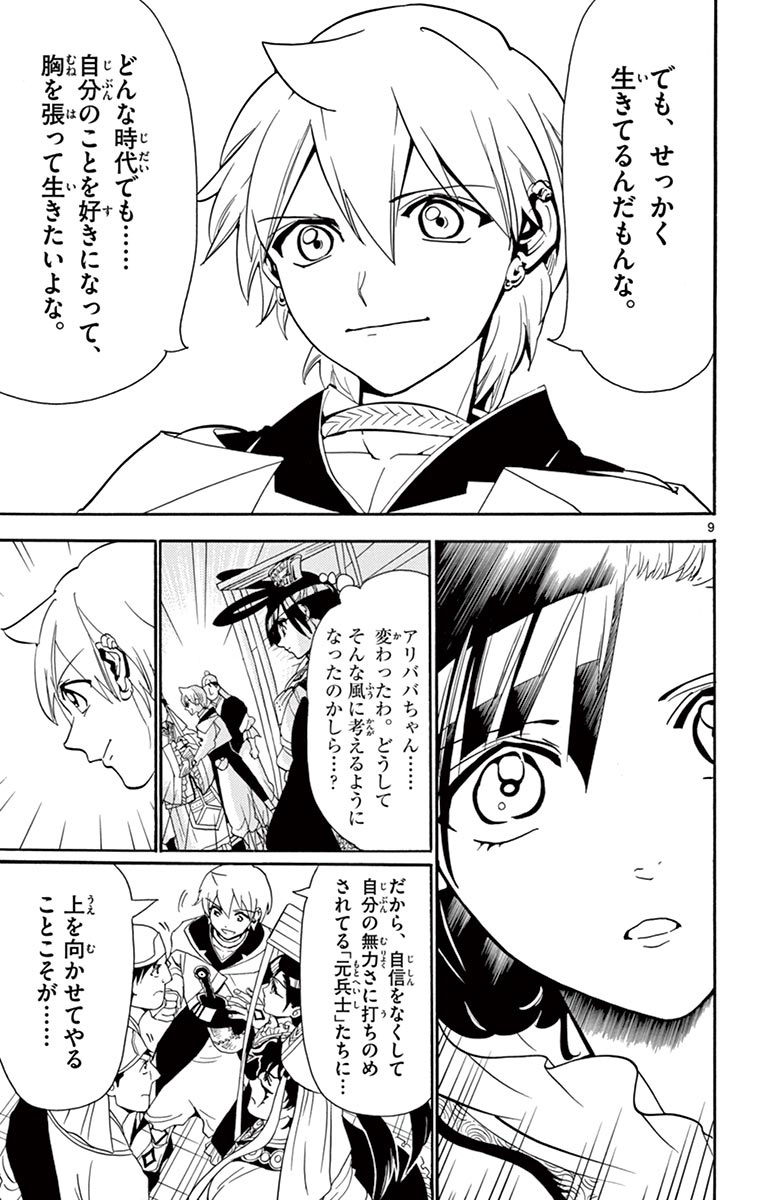 でも、せっかく
生きてるんだもんな。
どんな時代でも……
自分のことを好きになって、
胸を張って生きたいよな。
9
アリババちゃん……
変わったわ。どうして
そんな風に考えるように
なったのかしら…?
だから、自信をなくして
自分の無力さに打ちのめ
されてる「元兵士」たちに…
上を向かせてやる
ことこそが……